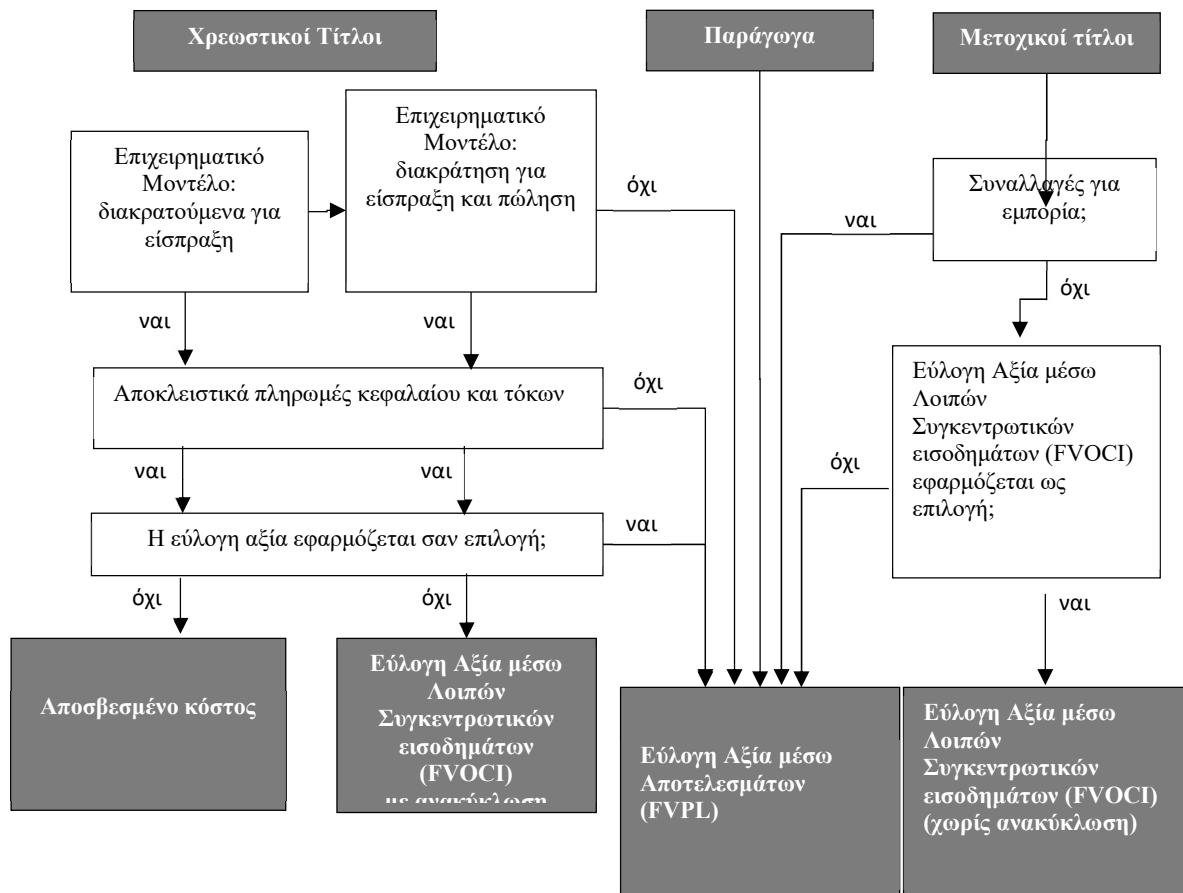 Χρεωστικοί Τίτλοι
Παράγωγα
Μετοχικοί τίτλοι
Επιχειρηματικό
Μοντέλο:
διακρατούμενα για
είσπραξη
Επιχειρηματικό
Μοντέλο:
διακράτηση για
είσπραξη και πώληση
όχι
ναι
Συναλλαγές για
εμπορία;
ναι
ναι
όχι
Αποκλειστικά πληρωμές κεφαλαίου και τόκων
όχι
Εύλογη Αξία μέσω
Λοιπών
Συγκεντρωτικών
εισοδημάτων (FVOCI)
εφαρμόζεται ως
επιλογή;
ναι
ναι
όχι
Η εύλογη αξία εφαρμόζεται σαν επιλογή;
ναι
όχι
όχι
ναι
Αποσβεσμένο κόστος
Εύλογη Αξία μέσω
Λοιπών
Συγκεντρωτικών
εισοδημάτων
(FVOCI)
με ανακύκλωση
Εύλογη Αξία μέσω
Αποτελεσμάτων
(FVPL)
Εύλογη Αξία μέσω
Λοιπών
Συγκεντρωτικών
εισοδημάτων (FVOCI)
(χωρίς ανακύκλωση)